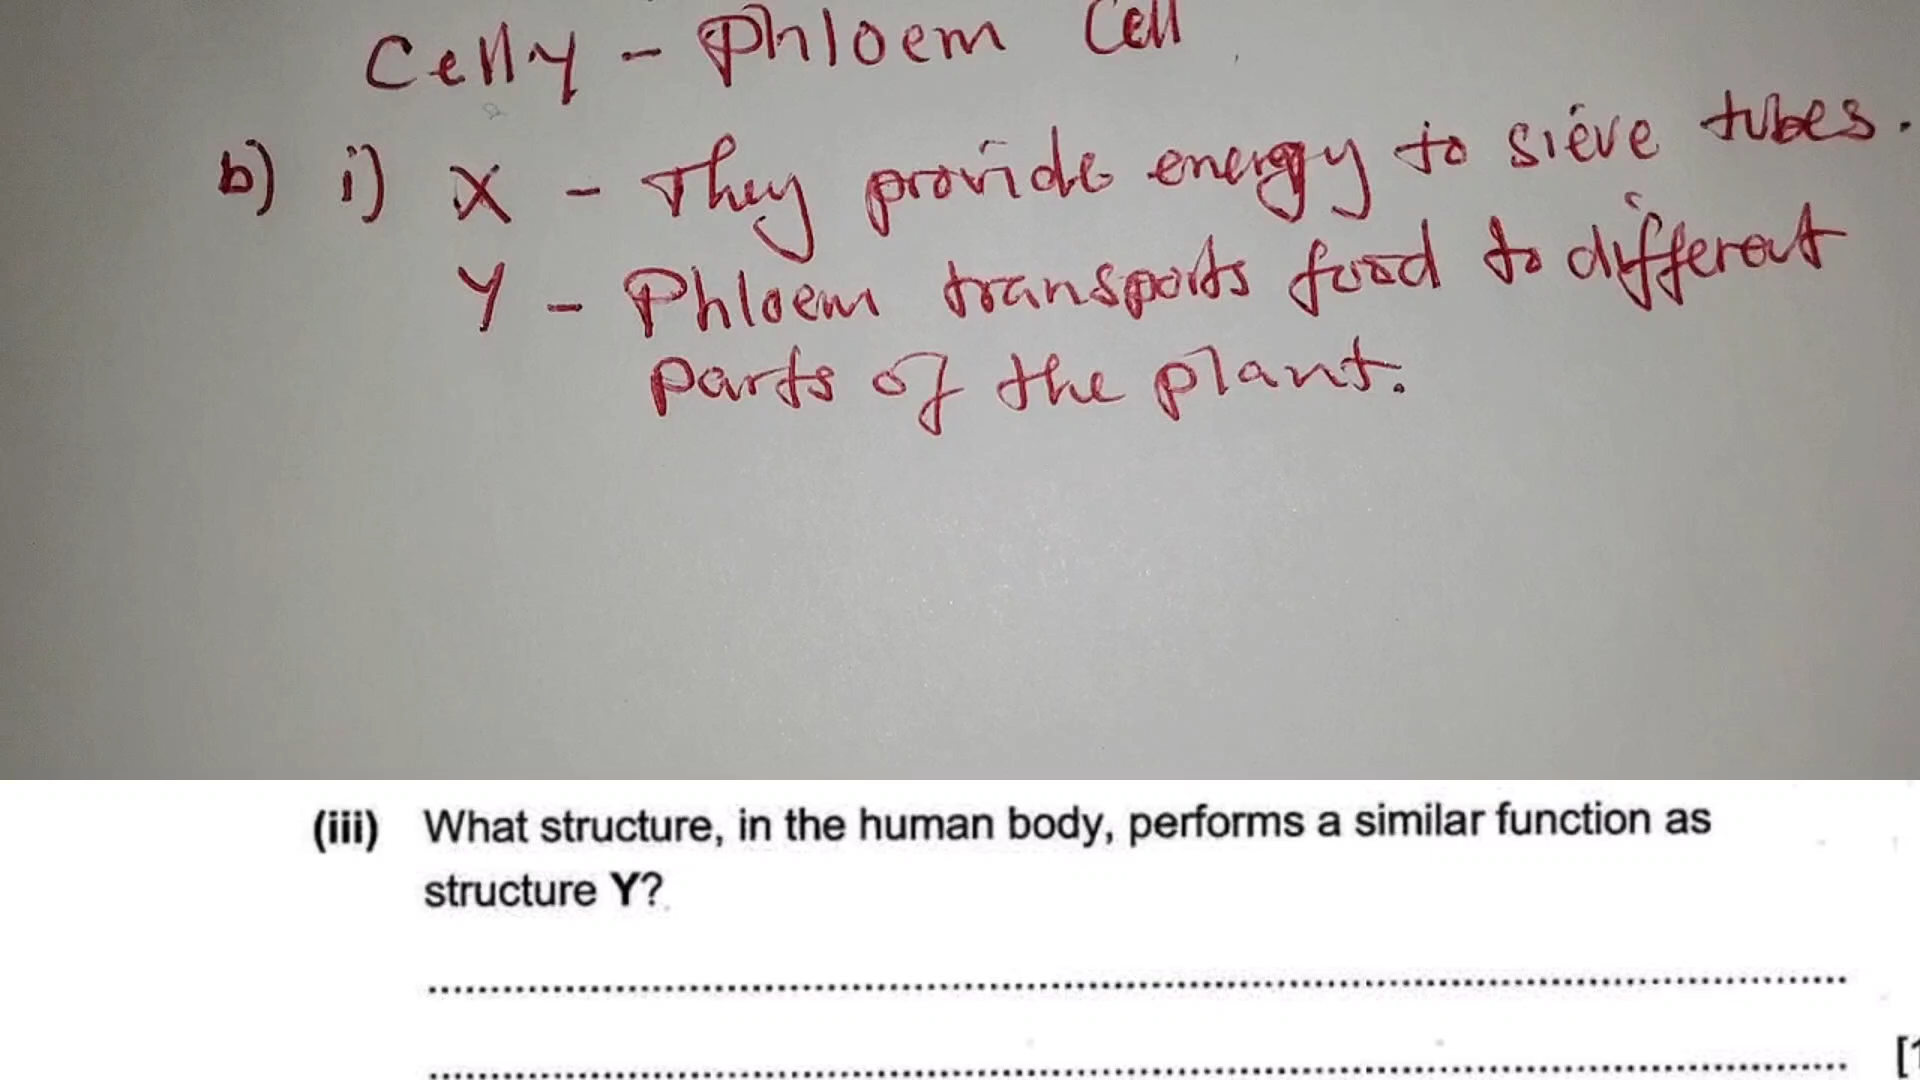 Cell Y - Phloem Cell
b) i) X - They provide energy to sieve tubes.
Y - Phloem transports food to different
parts of the plant.
(iii) What structure, in the human body, performs a similar function as
structure Y?
[1